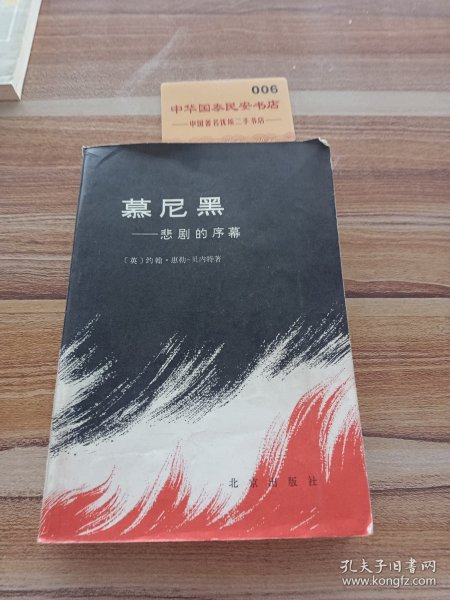 006
中华国泰民安书店
——中国著名优质二手书店——
慕尼黑
——悲剧的序幕
〔英〕约翰·惠勒-贝内特著
北京出版社
孔夫子旧书网
www.kongfz.com